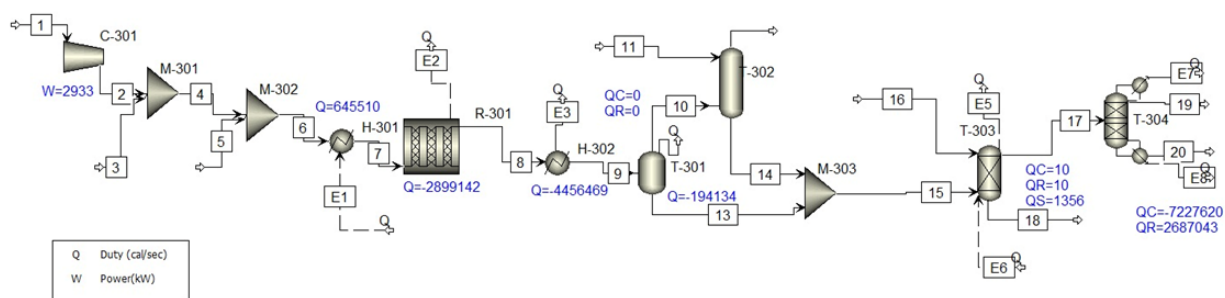 1
C-301
W=2933
2
3
M-301
4
5
M-302
Q=645510
6
H-301
E1
Q
7
Q
E2
R-301
Q=-2899142
8
Q
E3
H-302
Q=-4456469
9
11
T-302
QC=0
QR=0
10
Q
T-301
Q=-194134
13
14
M-303
15
16
Q
E5
T-303
QC=10
QR=10
QS=1356
17
18
E6
Q
Q
E7
19
T-304
20
Q
E8
QC=-7227620
QR=2687043
Q Duty (cal/sec)
W Power(kW)